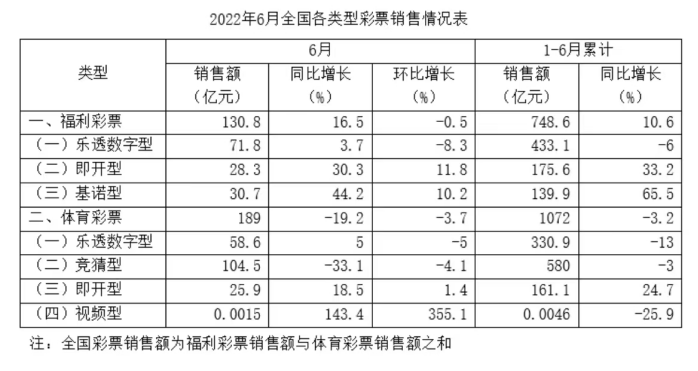 2022年6月全国各类型彩票销售情况表
类型 6月 1-6月累计
销售额（亿元） 同比增长（%） 环比增长（%） 销售额（亿元） 同比增长（%）
一、福利彩票 130.8 16.5 -0.5 748.6 10.6
（一）乐透数字型 71.8 3.7 -8.3 433.1 -6
（二）即开型 28.3 30.3 11.8 175.6 33.2
（三）基诺型 30.7 44.2 10.2 139.9 65.5
二、体育彩票 189 -19.2 -3.7 1072 -3.2
（一）乐透数字型 58.6 5 -5 330.9 -13
（二）竞猜型 104.5 -33.1 -4.1 580 -3
（三）即开型 25.9 18.5 1.4 161.1 24.7
（四）视频型 0.0015 143.4 355.1 0.0046 -25.9
注：全国彩票销售额为福利彩票销售额与体育彩票销售额之和